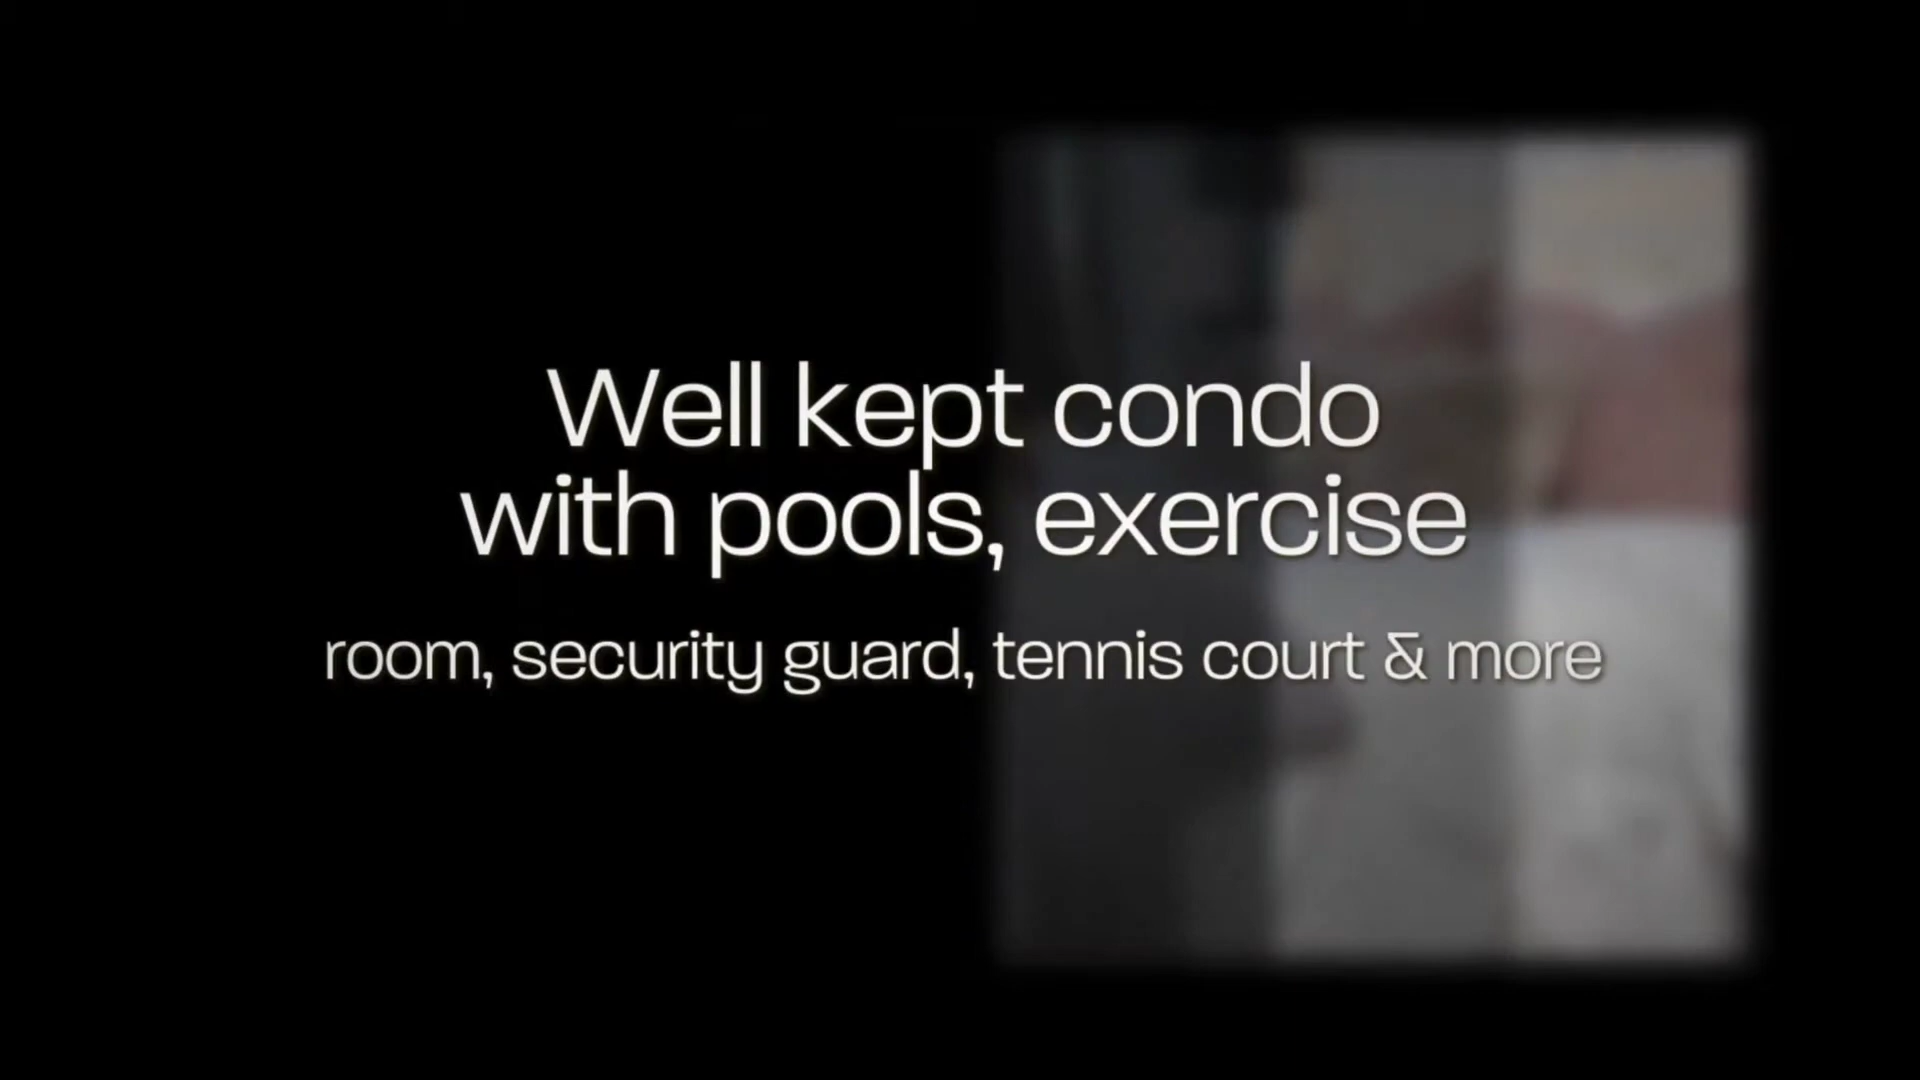 Well kept condo
with pools, exercise
room, security guard, tennis court & more